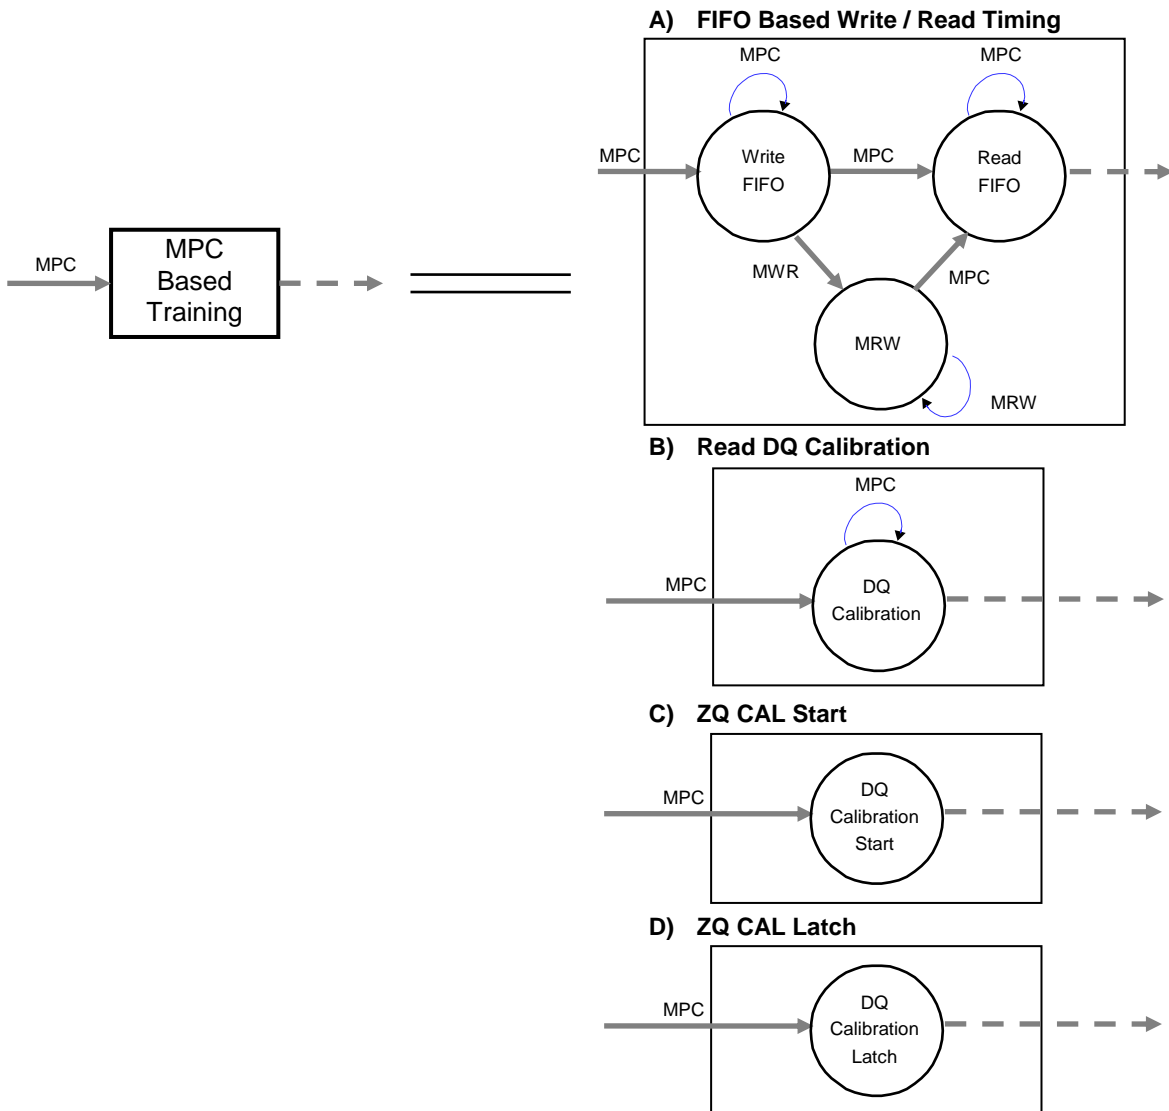 MPC
MPC
Based
Training
A) FIFO Based Write / Read Timing
MPC
MPC
MPC
Write
FIFO
MPC
Read
FIFO
MWR
MPC
MRW
MRW
B) Read DQ Calibration
MPC
MPC
DQ
Calibration
C) ZQ CAL Start
MPC
DQ
Calibration
Start
D) ZQ CAL Latch
MPC
DQ
Calibration
Latch